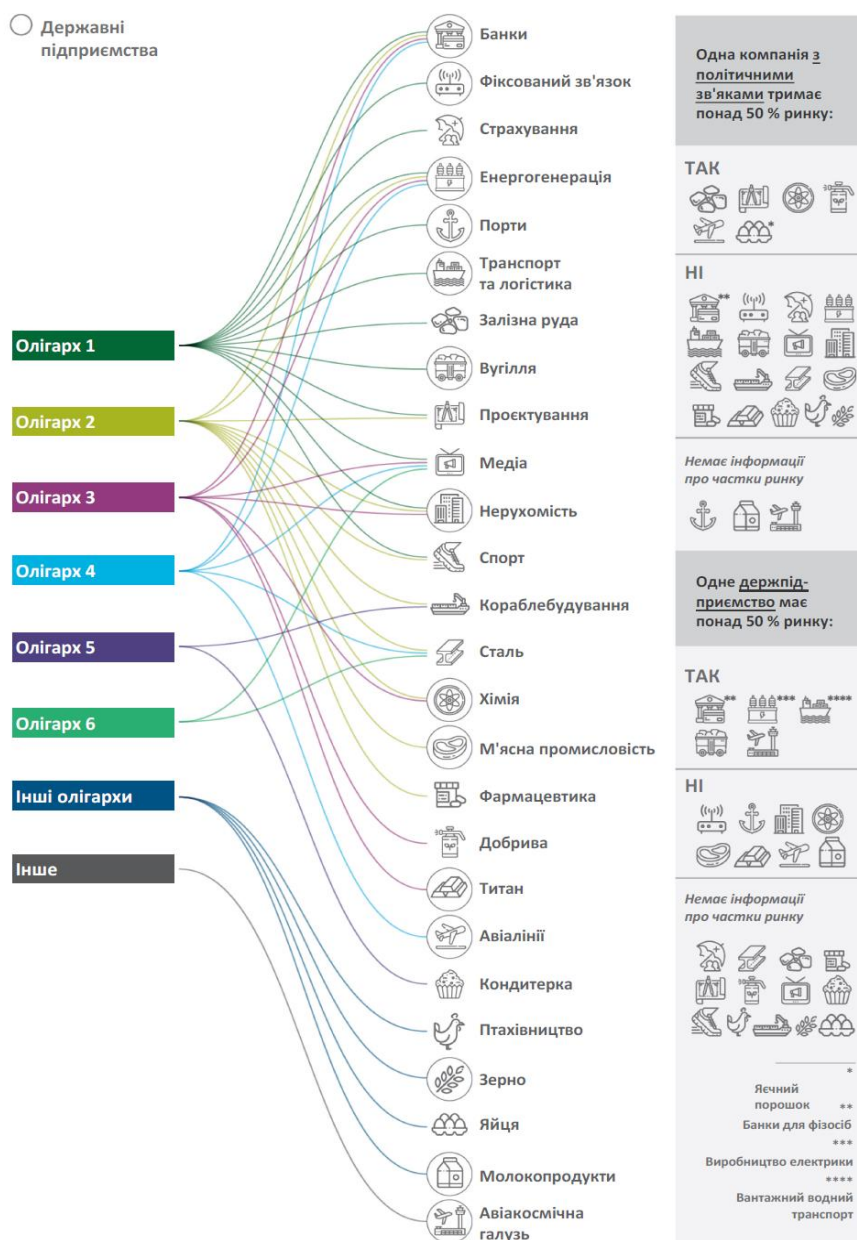 Державні
підприємства
Банки
Фіксований зв'язок
Страхування
Енергогенерація
Порти
Транспорт
та логістика
Залізна руда
Вугілля
Проєктування
Медіа
Нерухомість
Спорт
Кораблебудування
Сталь
Хімія
М'ясна промисловість
Фармацевтика
Добрива
Титан
Авіалінії
Кондитерка
Птахівництво
Зерно
Яйця
Молокопродукти
Авіакосмічна
галузь
Олігарх 1
Олігарх 2
Олігарх 3
Олігарх 4
Олігарх 5
Олігарх 6
Інші олігархи
Інше
Одна компанія з
політичними
зв'яками тримає
понад 50 % ринку:
ТАК
*
НІ
**
Немає інформації
про частки ринку
Одне держпід-
приємство має
понад 50 % ринку:
ТАК
** *** ****
НІ
Немає інформації
про частки ринку
*
Яєчний
порошок **
Банки для фізосіб
***
Виробництво електрики
****
Вантажний водний
транспорт